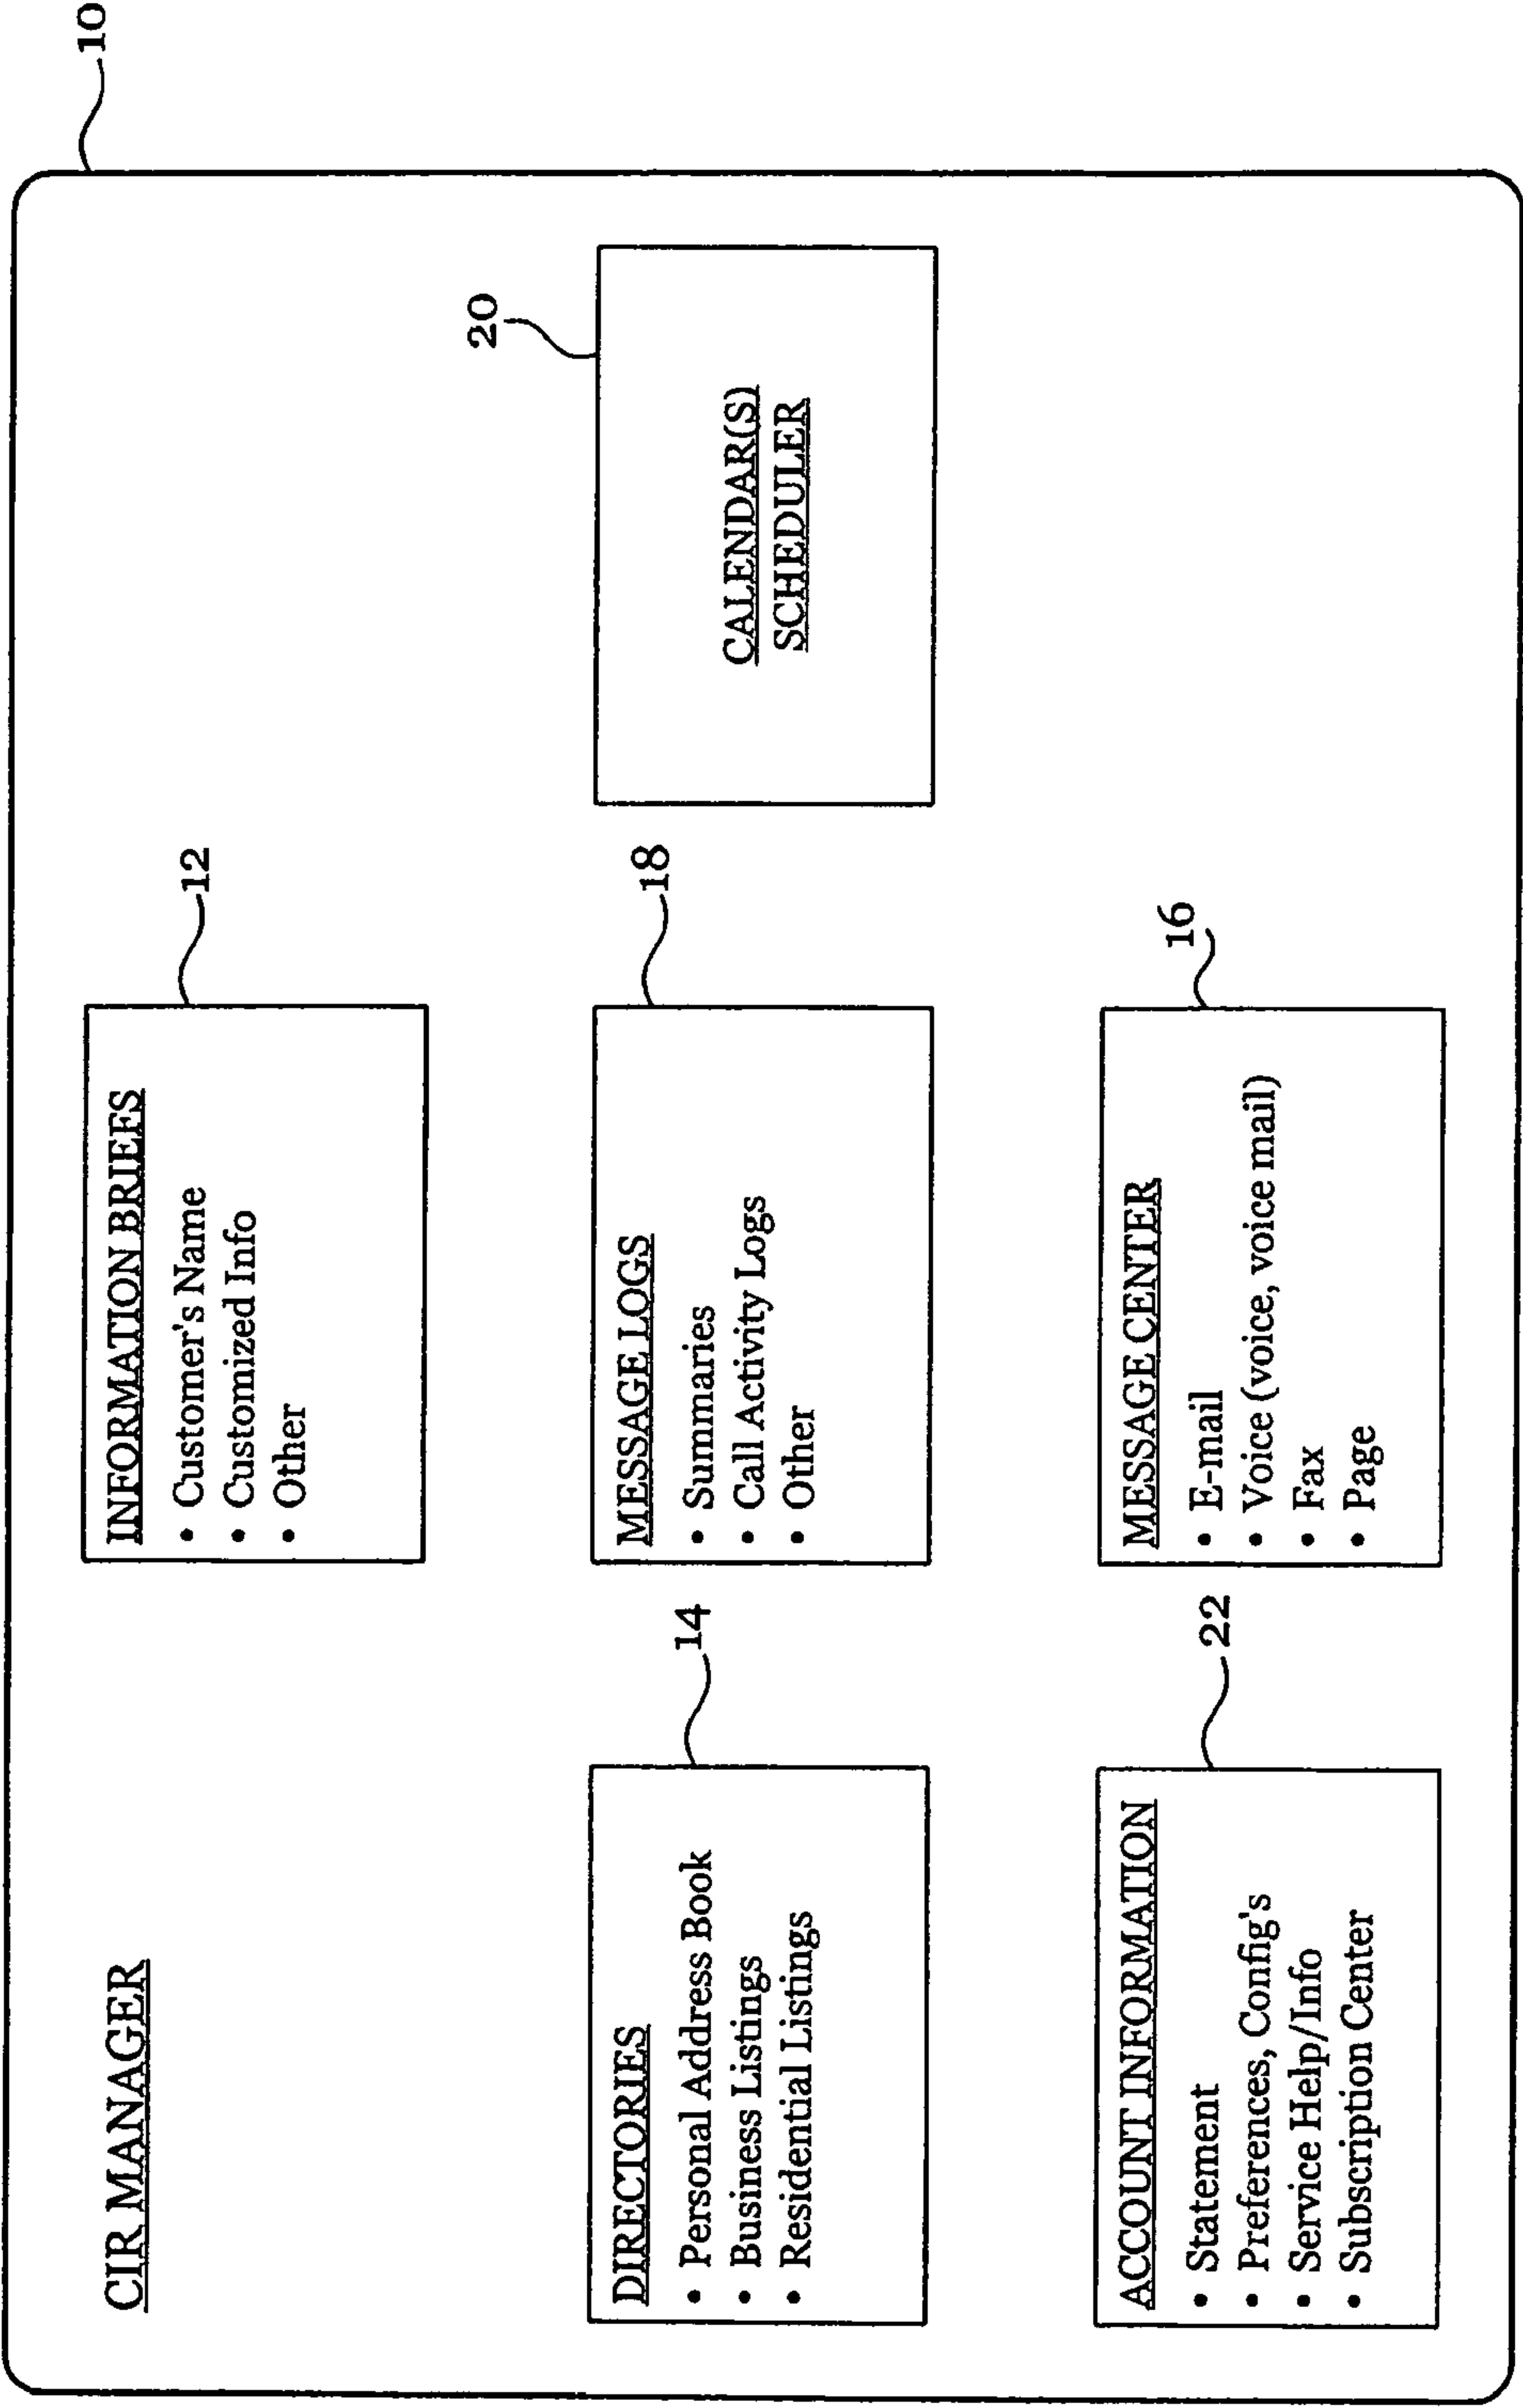 10
CIR MANAGER
12
INFORMATION BRIEFS
• Customer's Name
• Customized Info
• Other
14
DIRECTORIES
• Personal Address Book
• Business Listings
• Residential Listings
18
MESSAGE LOGS
• Summaries
• Call Activity Logs
• Other
20
CALENDAR(S)
SCHEDULER
22
ACCOUNT INFORMATION
• Statement
• Preferences, Config's
• Service Help/Info
• Subscription Center
16
MESSAGE CENTER
• E-mail
• Voice (voice, voice mail)
• Fax
• Page